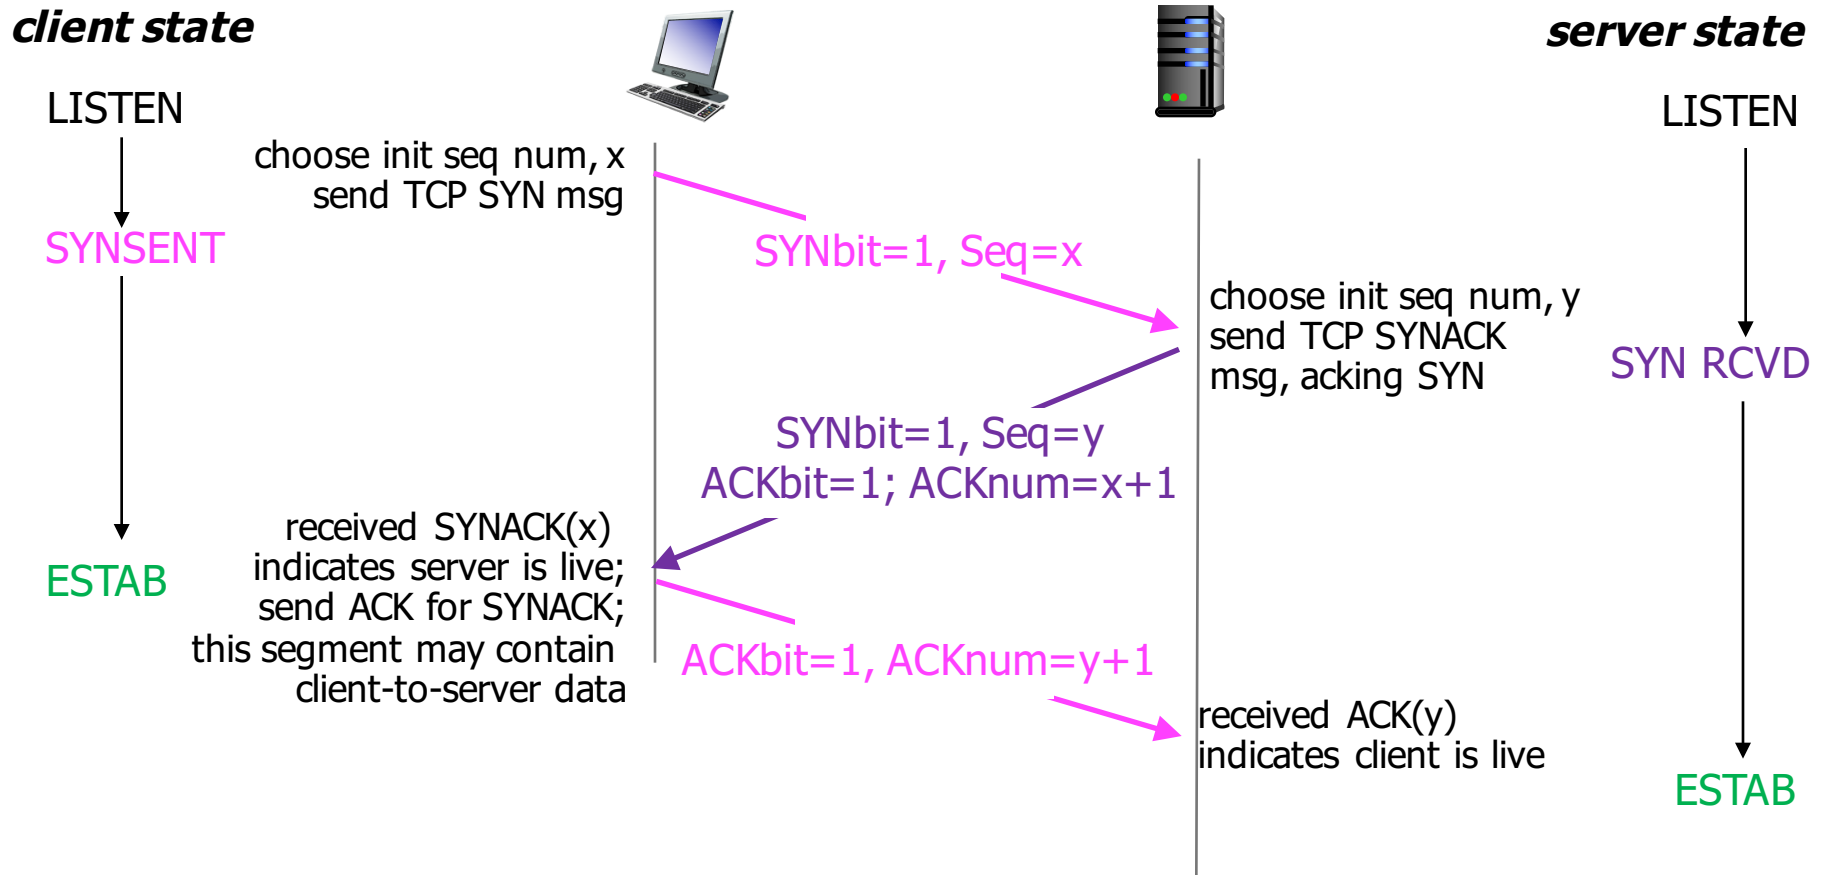 client state
server state
LISTEN
LISTEN
choose init seq num, x
send TCP SYN msg
SYNSENT
SYNbit=1, Seq=x
choose init seq num, y
send TCP SYNACK
msg, acking SYN
SYN RCVD
SYNbit=1, Seq=y
ACKbit=1; ACKnum=x+1
received SYNACK(x)
indicates server is live;
send ACK for SYNACK;
this segment may contain
client-to-server data
ESTAB
ACKbit=1, ACKnum=y+1
received ACK(y)
indicates client is live
ESTAB